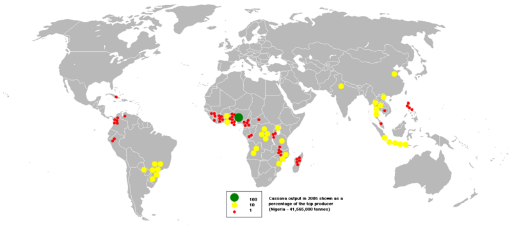 100
10
1
Cassava output in 2005 shown as a
percentage of the top producer
(Nigeria - 41,565,000 tonnes)